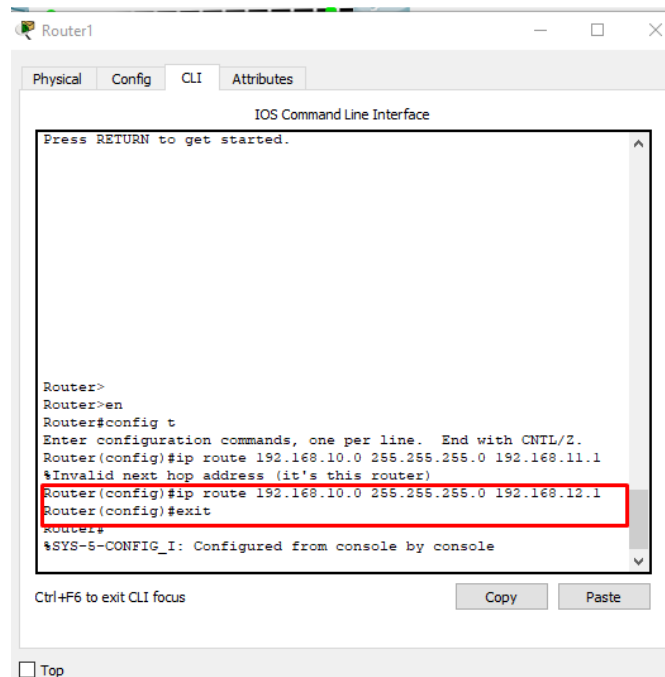 Router1
Physical Config CLI Attributes
IOS Command Line Interface
Press RETURN to get started.
Router>
Router>en
Router#config t
Enter configuration commands, one per line.  End with CNTL/Z.
Router(config)#ip route 192.168.10.0 255.255.255.0 192.168.11.1
%Invalid next hop address (it's this router)
Router(config)#ip route 192.168.10.0 255.255.255.0 192.168.12.1
Router(config)#exit
Router#
%SYS-5-CONFIG_I: Configured from console by console
Ctrl+F6 to exit CLI focus
Copy Paste
Top